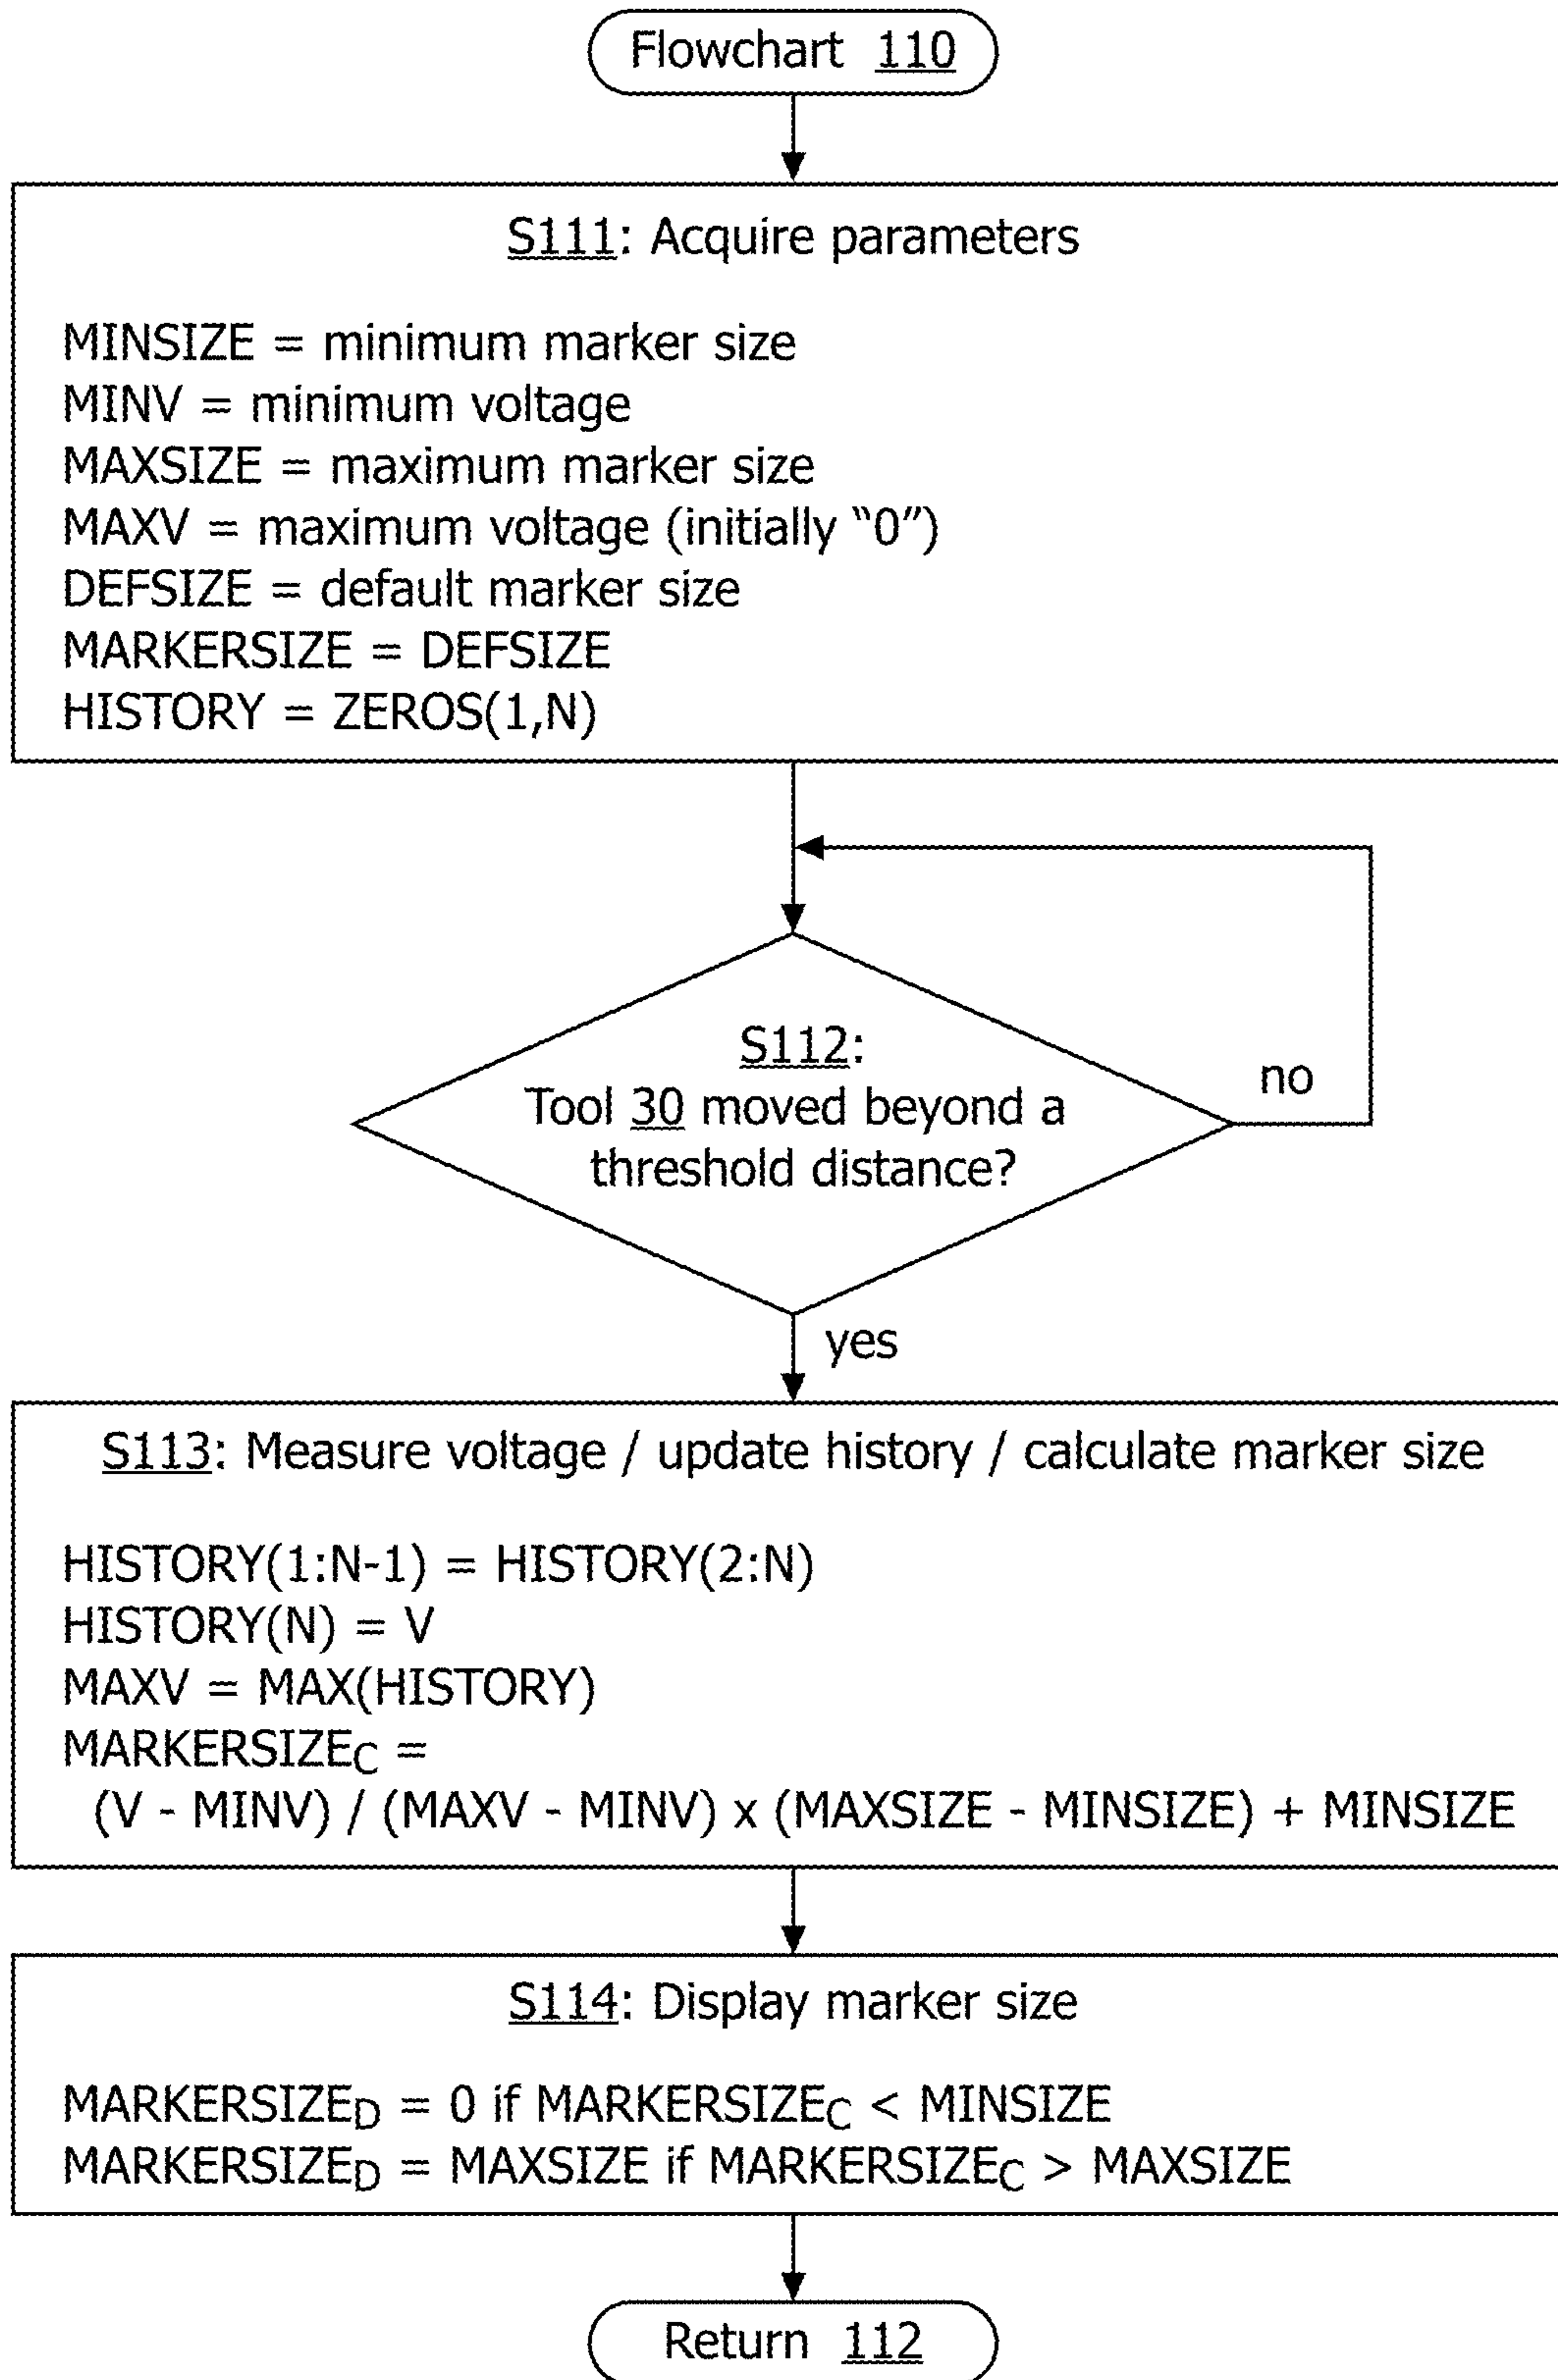 Flowchart 110
S111: Acquire parameters
MINSIZE = minimum marker size
MINV = minimum voltage
MAXSIZE = maximum marker size
MAXV = maximum voltage (initially “0”)
DEFSIZE = default marker size
MARKERSIZE = DEFSIZE
HISTORY = ZEROS(1,N)
S112:
Tool 30 moved beyond a
threshold distance?
no
yes
S113: Measure voltage / update history / calculate marker size
HISTORY(1:N-1) = HISTORY(2:N)
HISTORY(N) = V
MAXV = MAX(HISTORY)
MARKERSIZEC =
(V - MINV) / (MAXV - MINV) x (MAXSIZE - MINSIZE) + MINSIZE
S114: Display marker size
MARKERSIZED = 0 if MARKERSIZEC < MINSIZE
MARKERSIZED = MAXSIZE if MARKERSIZEC > MAXSIZE
Return 112